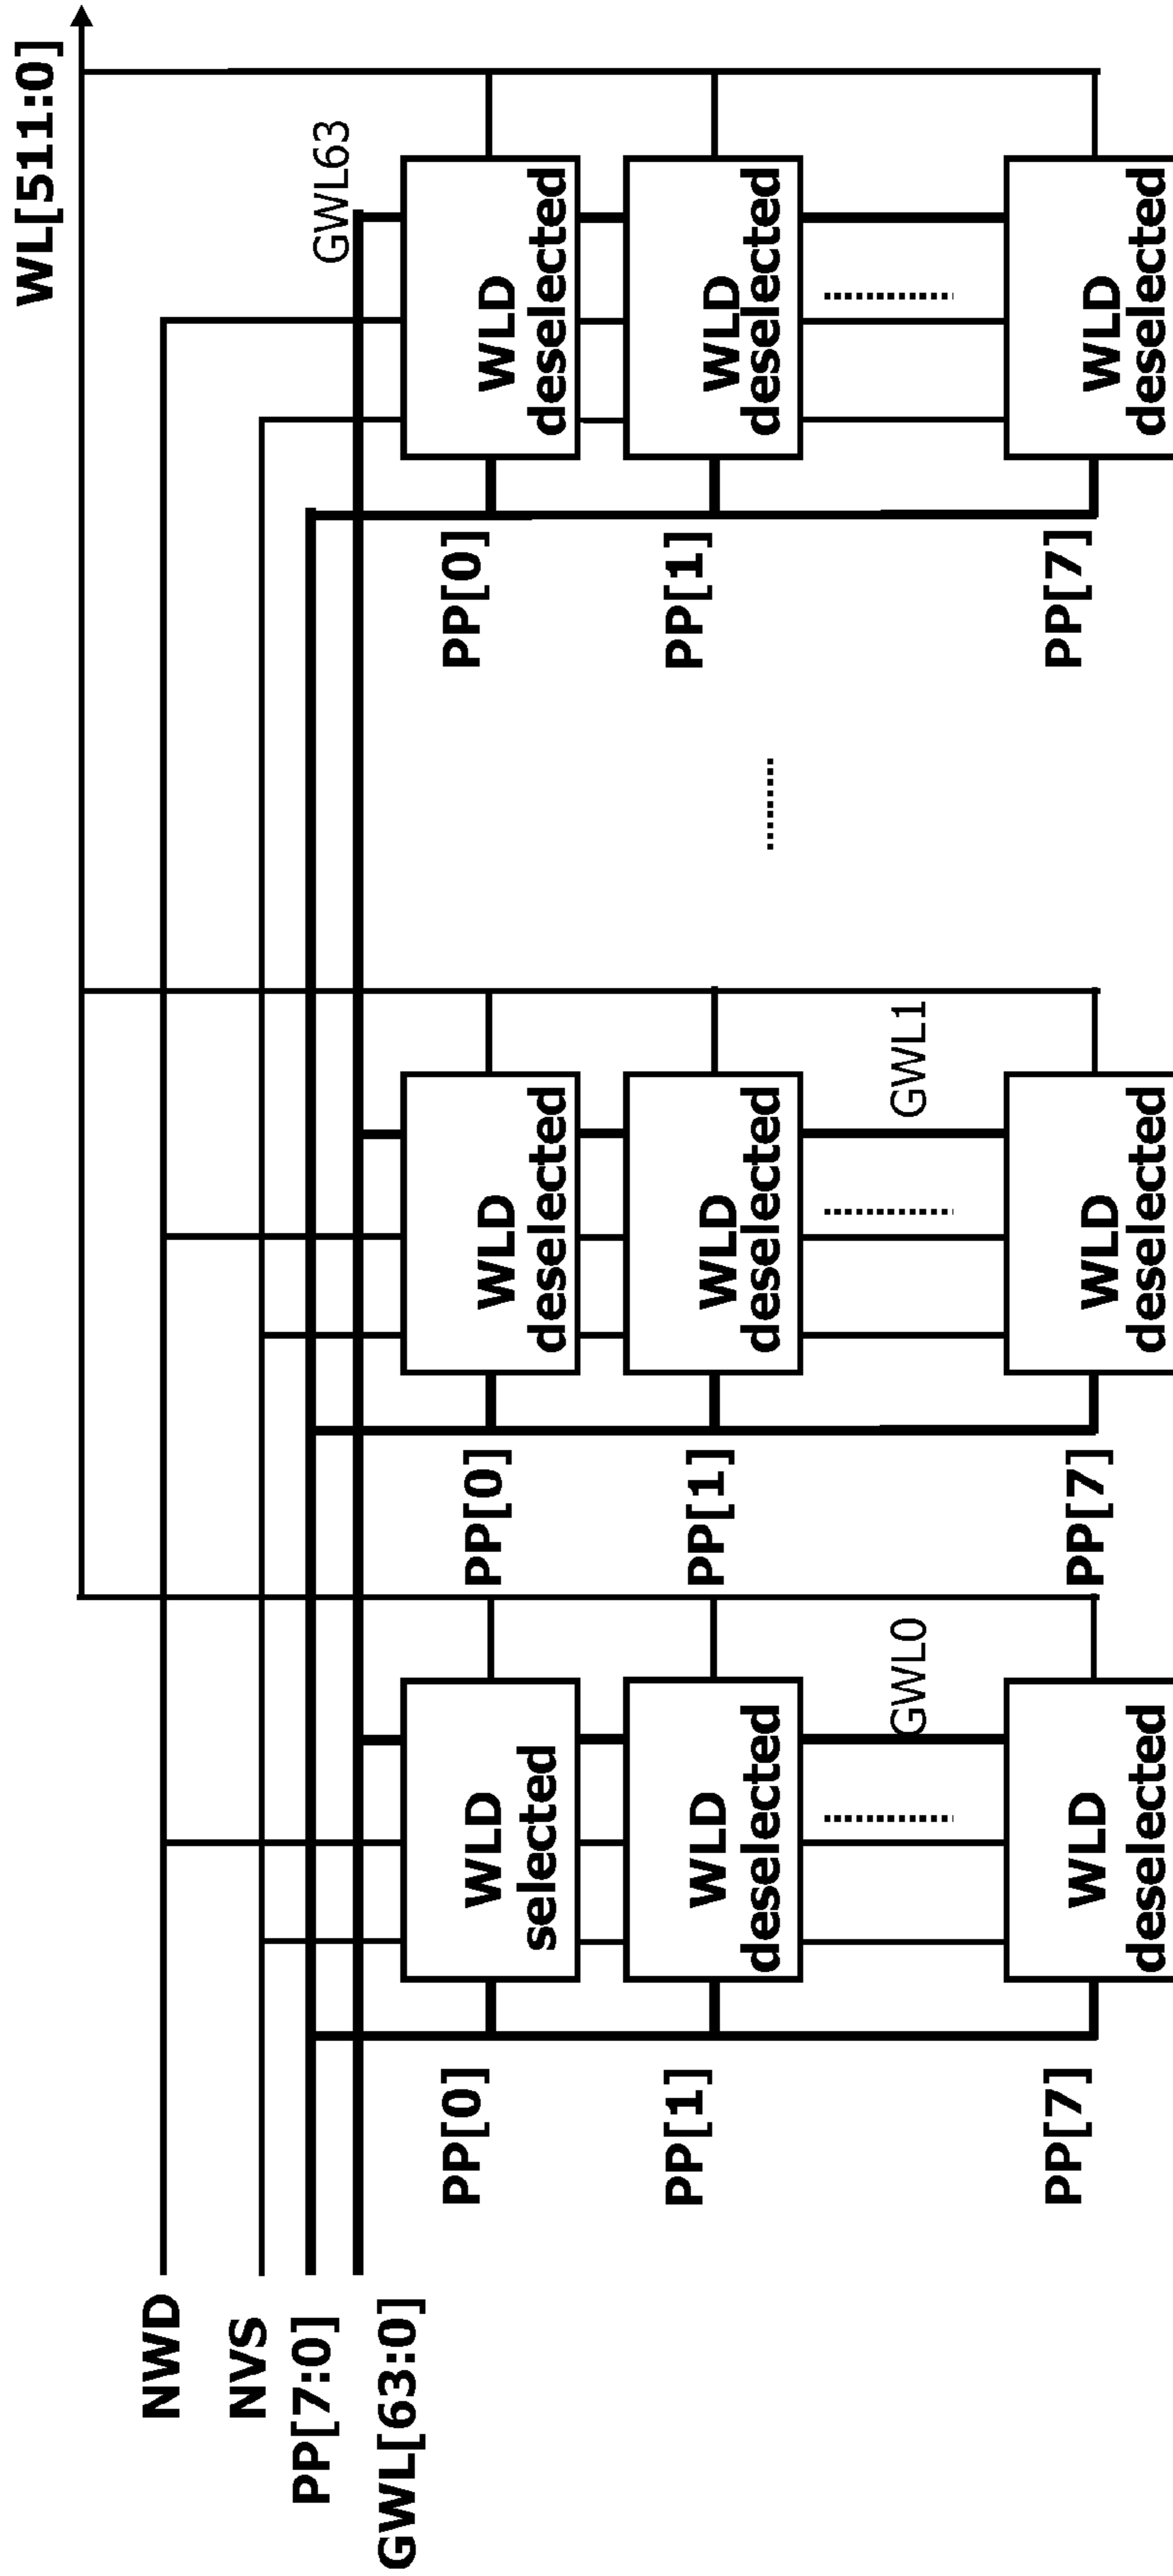 WL[511:0]
NWD
NVS
PP[7:0]
GWL63
GWL[63:0]
PP[0]
WLD
selected
PP[0]
WLD
deselected
PP[0]
WLD
deselected
PP[1]
WLD
deselected
PP[1]
WLD
deselected
PP[1]
WLD
deselected
GWL0
GWL1
PP[7]
WLD
deselected
PP[7]
WLD
deselected
PP[7]
WLD
deselected